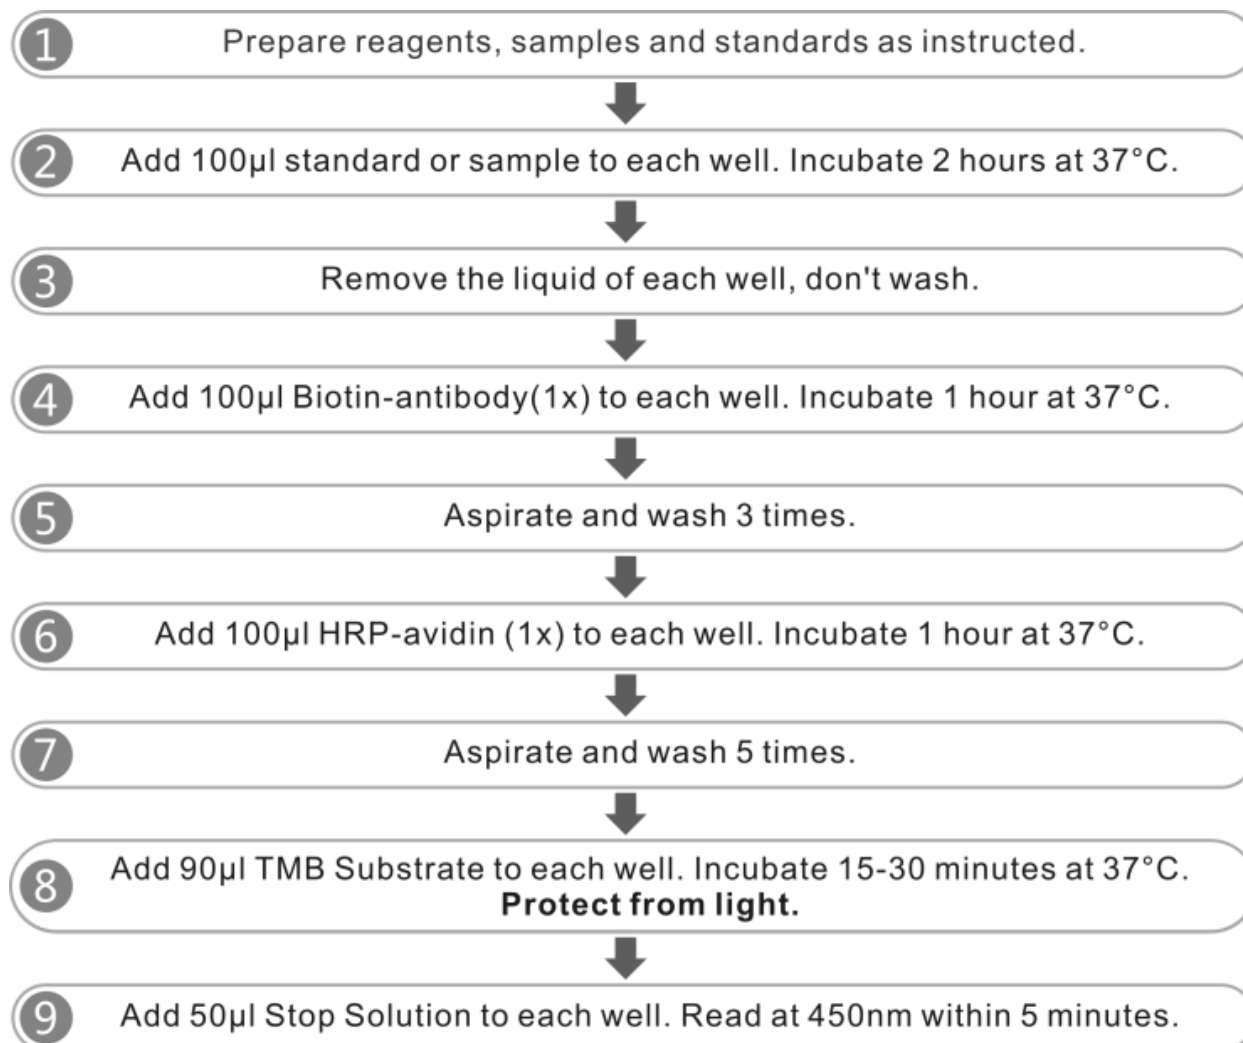 1 Prepare reagents, samples and standards as instructed.
2 Add 100µl standard or sample to each well. Incubate 2 hours at 37°C.
3 Remove the liquid of each well, don't wash.
4 Add 100µl Biotin-antibody(1x) to each well. Incubate 1 hour at 37°C.
5 Aspirate and wash 3 times.
6 Add 100µl HRP-avidin (1x) to each well. Incubate 1 hour at 37°C.
7 Aspirate and wash 5 times.
8 Add 90µl TMB Substrate to each well. Incubate 15-30 minutes at 37°C.
Protect from light.
9 Add 50µl Stop Solution to each well. Read at 450nm within 5 minutes.